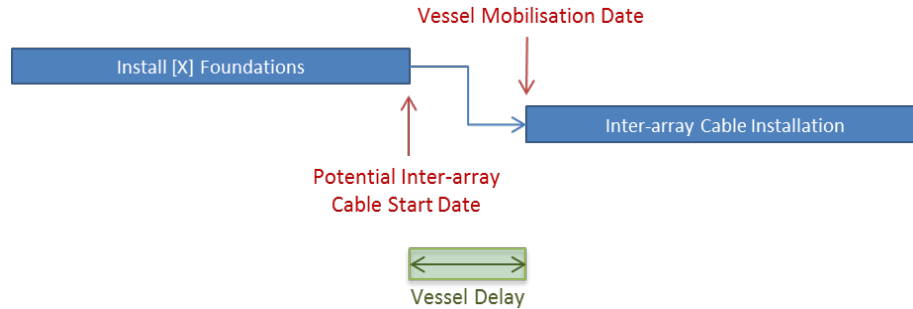 Vessel Mobilisation Date
Install [X] Foundations
Inter-array Cable Installation
Potential Inter-array
Cable Start Date
Vessel Delay